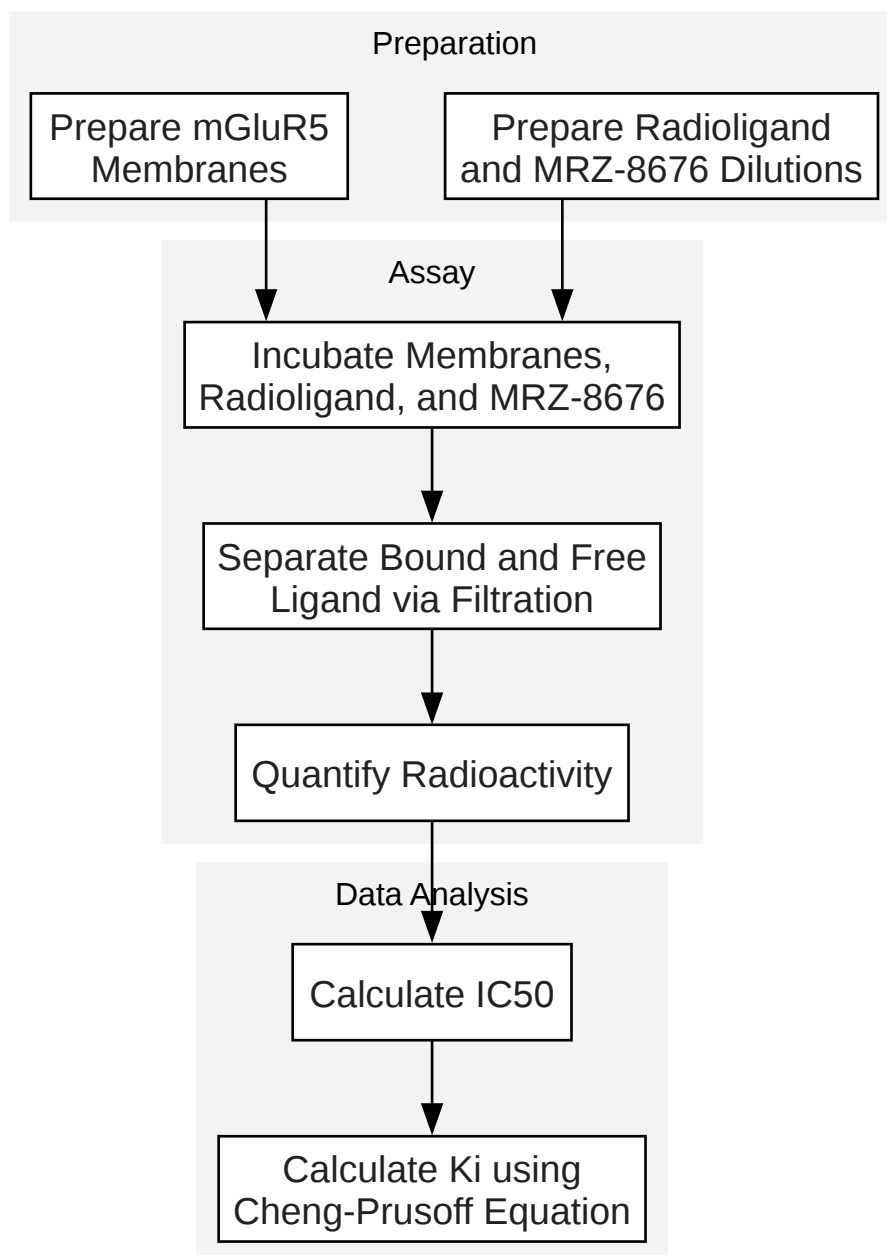 Preparation
Prepare mGluR5
Membranes
Prepare Radioligand
and MRZ-8676 Dilutions
Assay
Incubate Membranes,
Radioligand, and MRZ-8676
Separate Bound and Free
Ligand via Filtration
Quantify Radioactivity
Data Analysis
Calculate IC50
Calculate Ki using
Cheng-Prusoff Equation